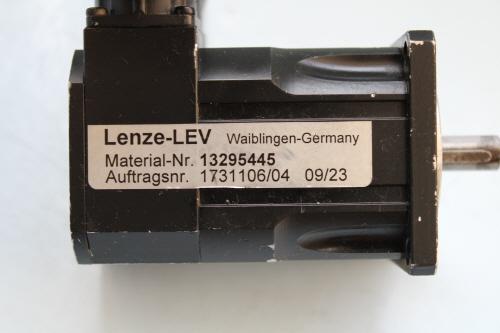 Lenze-LEV Waiblingen-Germany
Material-Nr. 13295445
Auftragsnr. 1731106/04 09/23